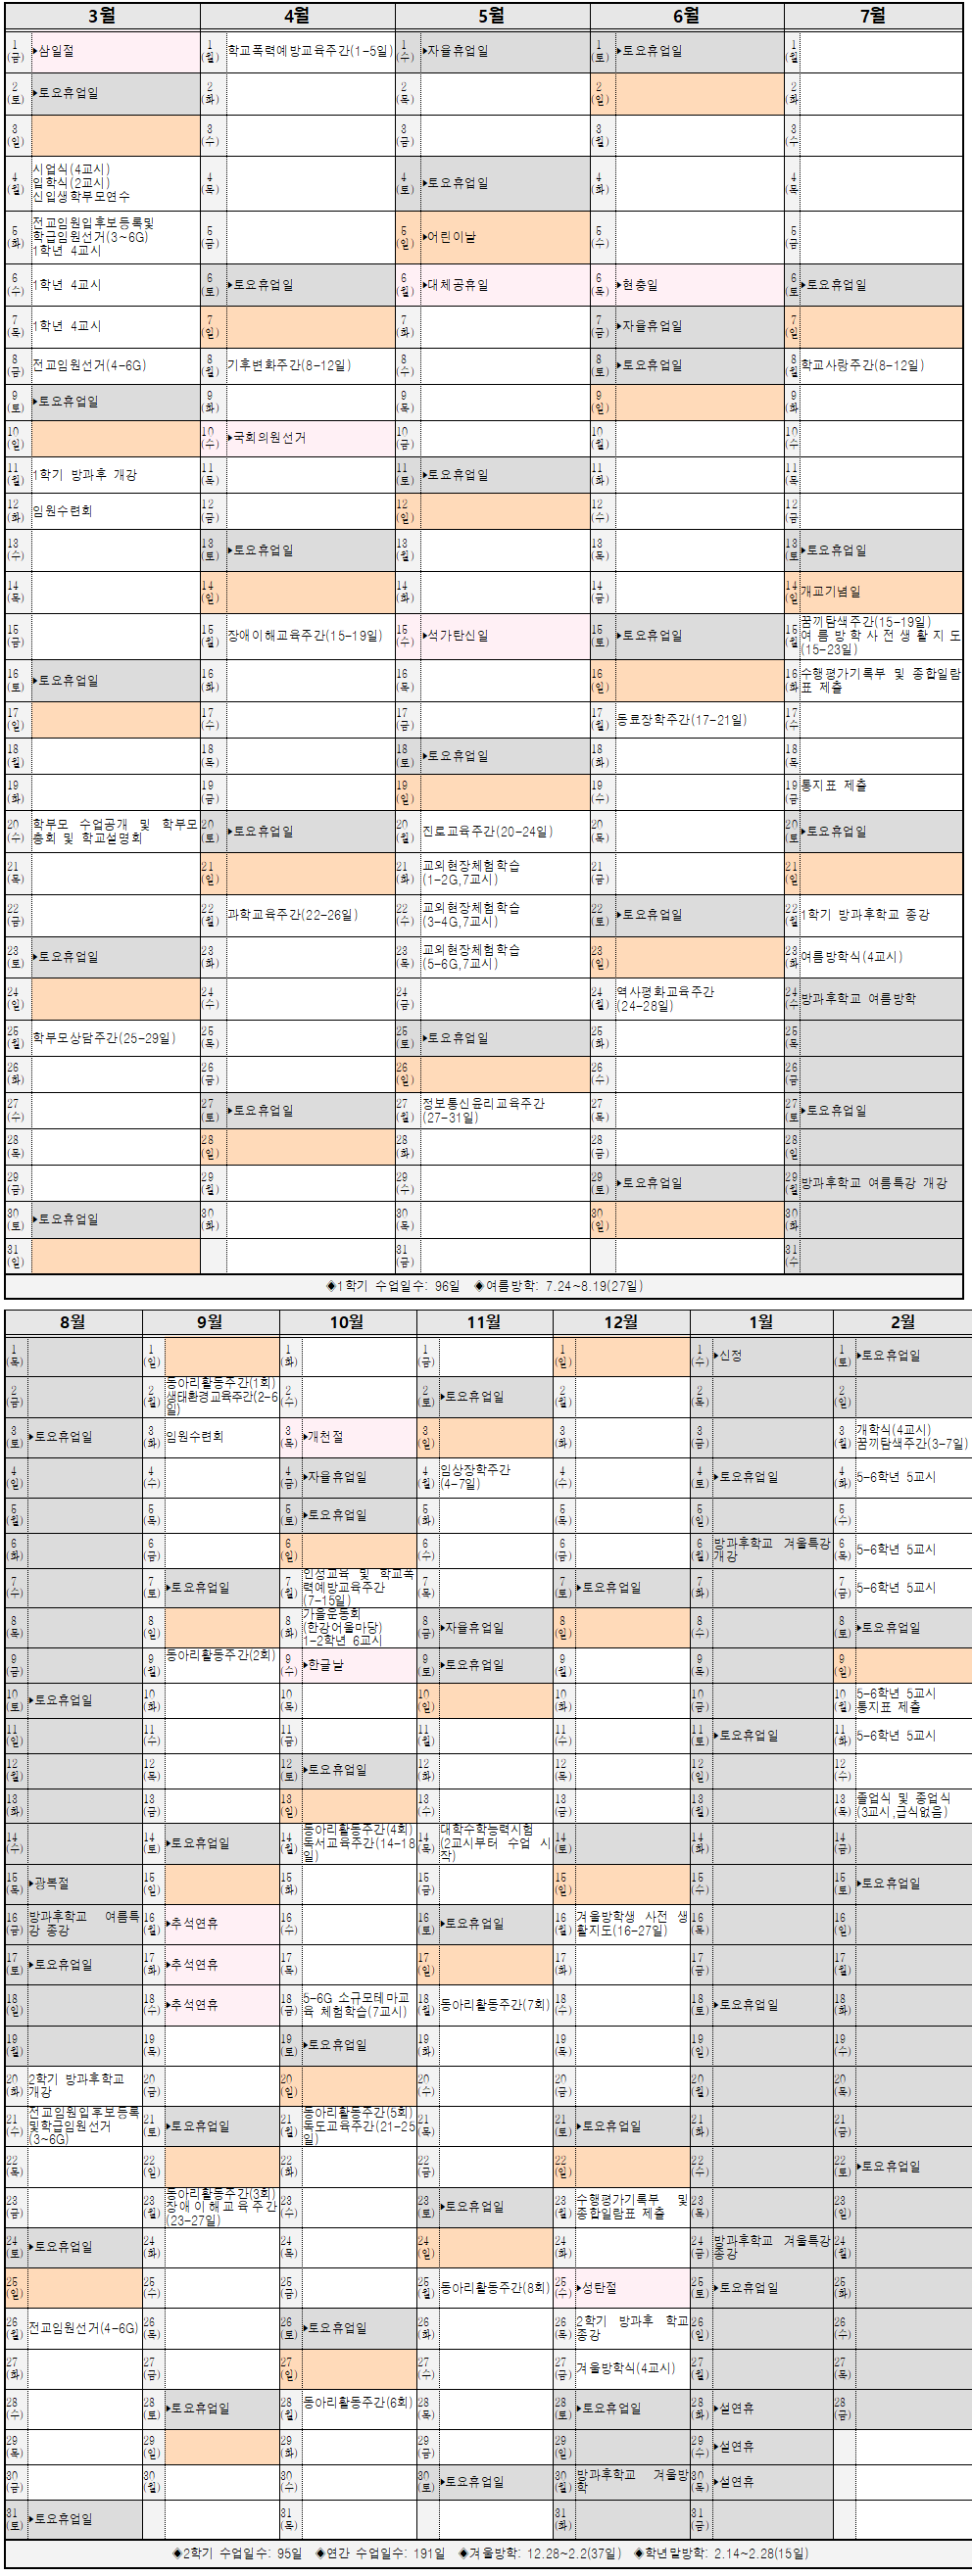 3월 4월 5월 6월 7월
1 (금) ▶삼일절 1 (월) 학교폭력예방교육주간(1-5일) 1 (수) ▶자율휴업일 1 (토) ▶토요휴업일 1 (월)
2 (토) ▶토요휴업일 2 (화) 2 (목) 2 (일) 2 (화)
3 (일) 3 (수) 3 (금) 3 (월) 3 (수)
4 (월) 시업식(4교시) 입학식(2교시) 신입생학부모연수 4 (목) 4 (토) ▶토요휴업일 4 (화) 4 (목)
5 (화) 전교임원입후보등록및 학급임원선거(3~6G) 1학년 4교시 5 (금) 5 (일) ▶어린이날 5 (수) 5 (금)
6 (수) 1학년 4교시 6 (토) ▶토요휴업일 6 (월) ▶대체공휴일 6 (목) ▶현충일 6 (토) ▶토요휴업일
7 (목) 1학년 4교시 7 (일) 7 (화) 7 (금) ▶자율휴업일 7 (일)
8 (금) 전교임원선거(4-6G) 8 (월) 기후변화주간(8-12일) 8 (수) 8 (토) ▶토요휴업일 8 (월) 학교사랑주간(8-12일)
9 (토) ▶토요휴업일 9 (화) 9 (목) 9 (일) 9 (화)
10 (일) 10 (수) ▶국회의원선거 10 (금) 10 (월) 10 (수)
11 (월) 1학기 방과후 개강 11 (목) 11 (토) ▶토요휴업일 11 (화) 11 (목)
12 (화) 임원수련회 12 (금) 12 (일) 12 (수) 12 (금)
13 (수) 13 (토) ▶토요휴업일 13 (월) 13 (목) 13 (토) ▶토요휴업일
14 (목) 14 (일) 14 (화) 14 (금) 14 (일) 개교기념일
15 (금) 15 (월) 장애이해교육주간(15-19일) 15 (수) ▶석가탄신일 15 (토) ▶토요휴업일 15 (월) 꿈끼탐색주간(15-19일) 여름방학사전생활지도 (15-23일)
16 (토) ▶토요휴업일 16 (화) 16 (목) 16 (일) 16 (화) 수행평가기록부 및 종합일람표 제출
17 (일) 17 (수) 17 (금) 17 (월) 동료장학주간(17-21일) 17 (수)
18 (월) 18 (목) 18 (토) ▶토요휴업일 18 (화) 18 (목)
19 (화) 19 (금) 19 (일) 19 (수) 19 (금) 통지표 제출
20 (수) 학부모 수업공개 및 학부모총회 및 학교설명회 20 (토) ▶토요휴업일 20 (월) 진로교육주간(20-24일) 20 (목) 20 (토) ▶토요휴업일
21 (목) 21 (일) 21 (화) 교외현장체험학습 (1-2G,7교시) 21 (금) 21 (일)
22 (금) 22 (월) 과학교육주간(22-26일) 22 (수) 교외현장체험학습 (3-4G,7교시) 22 (토) ▶토요휴업일 22 (월) 1학기 방과후학교 종강
23 (토) ▶토요휴업일 23 (화) 23 (목) 교외현장체험학습 (5-6G,7교시) 23 (일) 23 (화) 여름방학식(4교시)
24 (일) 24 (수) 24 (금) 24 (월) 역사평화교육주간 (24-28일) 24 (수) 방과후학교 여름방학
25 (월) 학부모상담주간(25-29일) 25 (목) 25 (토) ▶토요휴업일 25 (화) 25 (목)
26 (화) 26 (금) 26 (일) 26 (수) 26 (금)
27 (수) 27 (토) ▶토요휴업일 27 (월) 정보통신윤리교육주간 (27-31일) 27 (목) 27 (토) ▶토요휴업일
28 (목) 28 (일) 28 (화) 28 (금) 28 (일)
29 (금) 29 (월) 29 (수) 29 (토) ▶토요휴업일 29 (월) 방과후학교 여름특강 개강
30 (토) ▶토요휴업일 30 (화) 30 (목) 30 (일) 30 (화)
31 (일) 31 (금) 31 (수)
◈1학기 수업일수: 96일 ◈여름방학: 7.24~8.19(27일)
8월 9월 10월 11월 12월 1월 2월
1 (목) 1 (일) 1 (화) 1 (금) 1 (일) 1 (수) ▶신정 1 (토) ▶토요휴업일
2 (금) 2 (월) 동아리활동주간(1회) 생태환경교육주간(2-6일) 2 (수) 2 (토) ▶토요휴업일 2 (월) 2 (목) 2 (일)
3 (토) ▶토요휴업일 3 (화) 임원수련회 3 (목) ▶개천절 3 (일) 3 (화) 3 (금) 3 (월) 개학식(4교시) 꿈끼탐색주간(3-7일)
4 (일) 4 (수) 4 (금) ▶자율휴업일 4 (월) 임상장학주간 (4-7일) 4 (수) 4 (토) ▶토요휴업일 4 (화) 5-6학년 5교시
5 (월) 5 (목) 5 (토) ▶토요휴업일 5 (화) 5 (목) 5 (일) 5 (수)
6 (화) 6 (금) 6 (일) 6 (수) 6 (금) 6 (월) 방과후학교 겨울특강 개강 6 (목) 5-6학년 5교시
7 (수) 7 (토) ▶토요휴업일 7 (월) 인성교육 및 학교폭력예방교육주간 (7-15일) 7 (목) 7 (토) ▶토요휴업일 7 (화) 7 (금) 5-6학년 5교시
8 (목) 8 (일) 8 (화) 가을운동회 (한강어울마당) 1-2학년 6교시 8 (금) ▶자율휴업일 8 (일) 8 (수) 8 (토) ▶토요휴업일
9 (금) 9 (월) 동아리활동주간(2회) 9 (수) ▶한글날 9 (토) ▶토요휴업일 9 (월) 9 (목) 9 (일)
10 (토) ▶토요휴업일 10 (화) 10 (목) 10 (일) 10 (화) 10 (금) 10 (월) 5-6학년 5교시 통지표 제출
11 (일) 11 (수) 11 (금) 11 (월) 11 (수) 11 (토) ▶토요휴업일 11 (화) 5-6학년 5교시
12 (월) 12 (목) 12 (토) ▶토요휴업일 12 (화) 12 (목) 12 (일) 12 (수)
13 (화) 13 (금) 13 (일) 13 (수) 13 (금) 13 (월) 13 (목) 졸업식 및 종업식 (3교시,급식없음)
14 (수) 14 (토) ▶토요휴업일 14 (월) 동아리활동주간(4회) 독서교육주간(14-18일) 14 (목) 대학수학능력시험 (2교시부터 수업 시작) 14 (토) 14 (화) 14 (금)
15 (목) ▶광복절 15 (일) 15 (화) 15 (금) 15 (일) 15 (수) 15 (토) ▶토요휴업일
16 (금) 방과후학교 여름특강 종강 16 (월) ▶추석연휴 16 (수) 16 (토) ▶토요휴업일 16 (월) 겨울방학생 사전 생활지도(16-27일) 16 (목) 16 (일)
17 (토) ▶토요휴업일 17 (화) ▶추석연휴 17 (목) 17 (일) 17 (화) 17 (금) 17 (월)
18 (일) 18 (수) ▶추석연휴 18 (금) 5-6G 소규모테마교육 체험학습(7교시) 18 (월) 동아리활동주간(7회) 18 (수) 18 (토) ▶토요휴업일 18 (화)
19 (월) 19 (목) 19 (토) ▶토요휴업일 19 (화) 19 (목) 19 (일) 19 (수)
20 (화) 2학기 방과후학교 개강 20 (금) 20 (일) 20 (수) 20 (금) 20 (월) 20 (목)
21 (수) 전교임원입후보등록및학급임원선거 (3~6G) 21 (토) ▶토요휴업일 21 (월) 동아리활동주간(5회) 독도교육주간(21-25일) 21 (목) 21 (토) ▶토요휴업일 21 (화) 21 (금)
22 (목) 22 (일) 22 (화) 22 (금) 22 (일) 22 (수) 22 (토) ▶토요휴업일
23 (금) 23 (월) 동아리활동주간(3회) 장애이해교육주간 (23-27일) 23 (수) 23 (토) ▶토요휴업일 23 (월) 수행평가기록부 및 종합일람표 제출 23 (목) 23 (일)
24 (토) ▶토요휴업일 24 (화) 24 (목) 24 (일) 24 (화) 24 (금) 방과후학교 겨울특강 종강 24 (월)
25 (일) 25 (수) 25 (금) 25 (월) 동아리활동주간(8회) 25 (수) ▶성탄절 25 (토) ▶토요휴업일 25 (화)
26 (월) 전교임원선거(4-6G) 26 (목) 26 (토) ▶토요휴업일 26 (화) 26 (목) 2학기 방과후 학교 종강 26 (일) 26 (수)
27 (화) 27 (금) 27 (일) 27 (수) 27 (금) 겨울방학식(4교시) 27 (월) 27 (목)
28 (수) 28 (토) ▶토요휴업일 28 (월) 동아리활동주간(6회) 28 (목) 28 (토) ▶토요휴업일 28 (화) ▶설연휴 28 (금)
29 (목) 29 (일) 29 (화) 29 (금) 29 (일) 29 (수) ▶설연휴
30 (금) 30 (월) 30 (수) 30 (토) ▶토요휴업일 30 (월) 방과후학교 겨울방학 30 (목) ▶설연휴
31 (토) ▶토요휴업일 31 (목) 31 (화) 31 (금)
◈2학기 수업일수: 95일 ◈연간 수업일수: 191일 ◈겨울방학: 12.28~2.2(37일) ◈학년말방학: 2.14~2.28(15일)